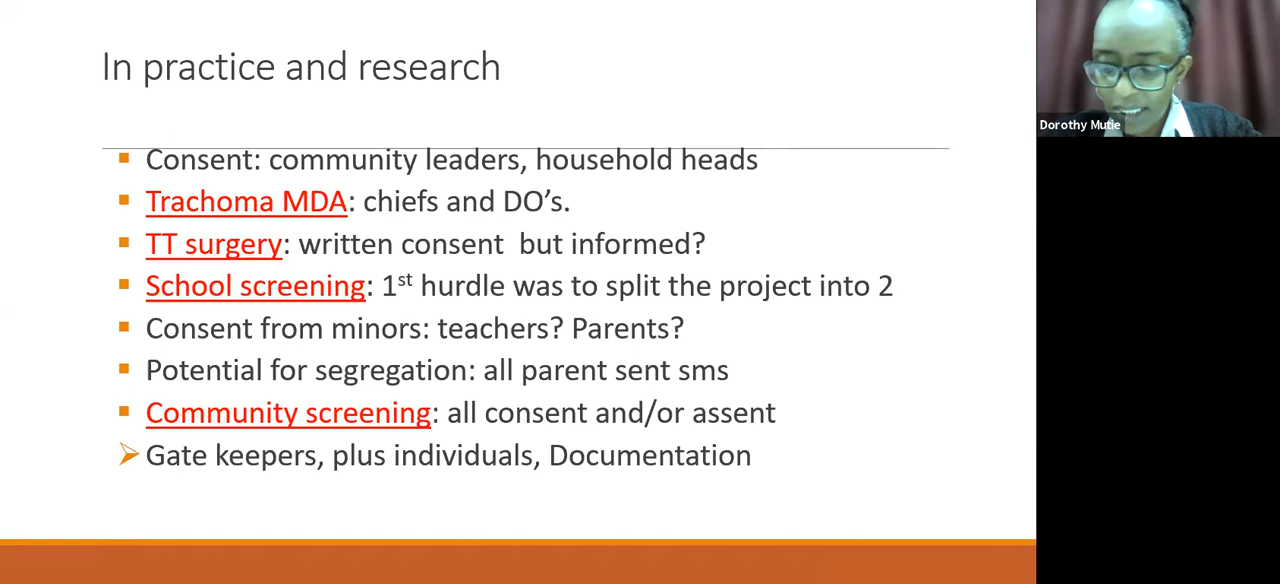 In practice and research
Consent: community leaders, household heads
Trachoma MDA: chiefs and DO's.
TT surgery: written consent  but informed?
School screening: 1st hurdle was to split the project into 2
Consent from minors: teachers? Parents?
Potential for segregation: all parent sent sms
Community screening: all consent and/or assent
Gate keepers, plus individuals, Documentation
Dorothy Mutie